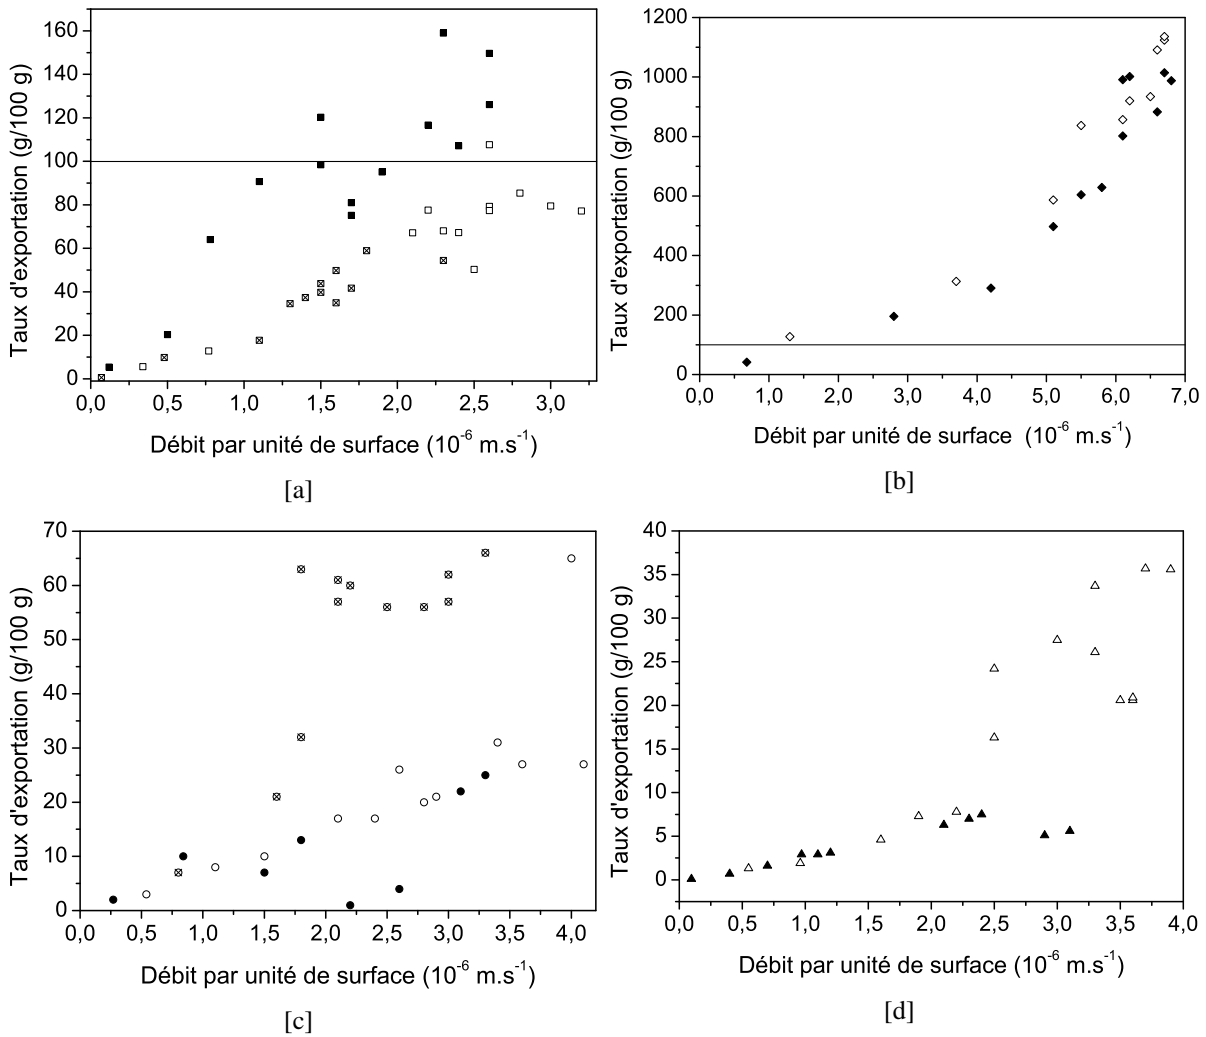 Taux d'exportation (g/100 g)
160
140
120
100
80
60
40
20
0
0,0 0,5 1,0 1,5 2,0 2,5 3,0
Débit par unité de surface (10⁻⁶ m.s⁻¹)
[a]
Taux d'exportation (g/100 g)
1200
1000
800
600
400
200
0
0,0 1,0 2,0 3,0 4,0 5,0 6,0 7,0
Débit par unité de surface (10⁻⁶ m.s⁻¹)
[b]
Taux d'exportation (g/100 g)
70
60
50
40
30
20
10
0
0,0 0,5 1,0 1,5 2,0 2,5 3,0 3,5 4,0
Débit par unité de surface (10⁻⁶ m.s⁻¹)
[c]
Taux d'exportation (g/100 g)
40
35
30
25
20
15
10
5
0
0,0 0,5 1,0 1,5 2,0 2,5 3,0 3,5 4,0
Débit par unité de surface (10⁻⁶ m.s⁻¹)
[d]